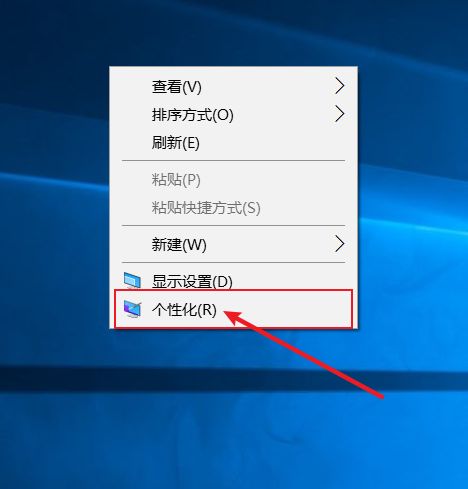 查看(V)
排序方式(O)
刷新(E)
粘贴(P)
粘贴快捷方式(S)
新建(W)
显示设置(D)
个性化(R)